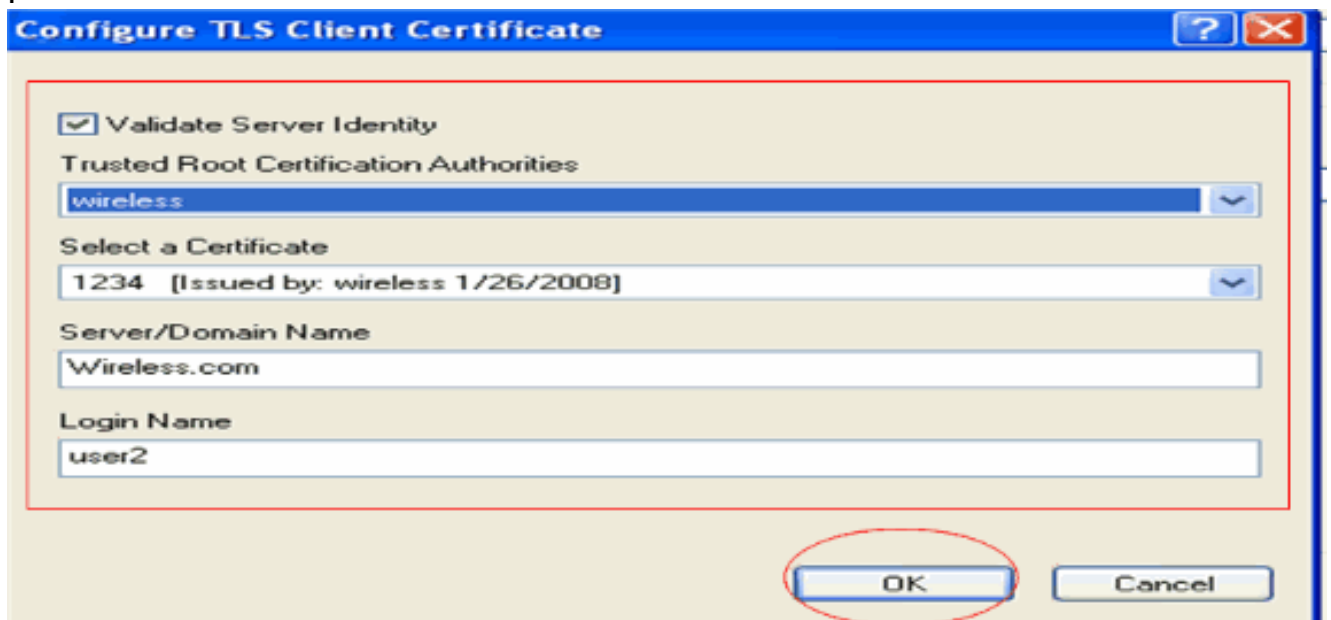 Configure TLS Client Certificate
Validate Server Identity
Trusted Root Certification Authorities
wireless
Select a Certificate
1234 [Issued by: wireless 1/26/2008]
Server/Domain Name
Wireless.com
Login Name
user2
OK Cancel